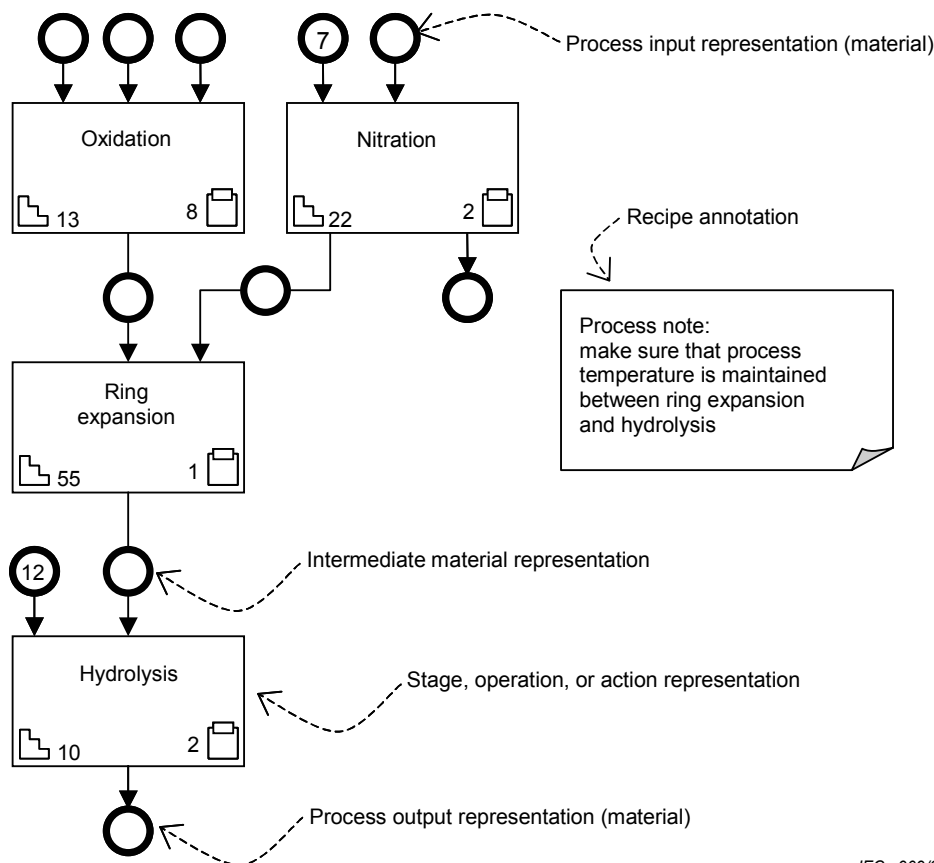 7
Process input representation (material)
Oxidation
Nitration
13
8
22
2
Recipe annotation
Process note:
make sure that process
temperature is maintained
between ring expansion
and hydrolysis
Ring
expansion
55
1
Intermediate material representation
12
Hydrolysis
Stage, operation, or action representation
10
2
Process output representation (material)